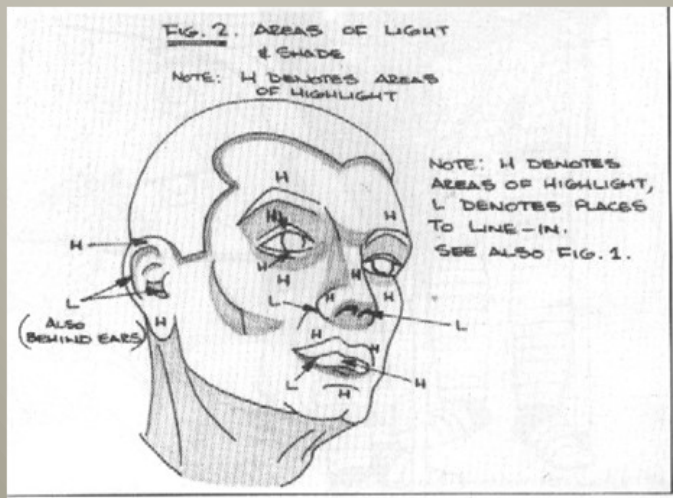 FIG. 2. AREAS OF LIGHT
& SHADE
NOTE: H DENOTES AREAS
OF HIGHLIGHT
NOTE: H DENOTES
AREAS OF HIGHLIGHT,
L DENOTES PLACES
TO LINE-IN.
SEE ALSO FIG. 1.
H
H
H
H
H
H
H
H
L
H
H
L
L
(ALSO
BEHIND EARS)
H
H
H
L
H
H